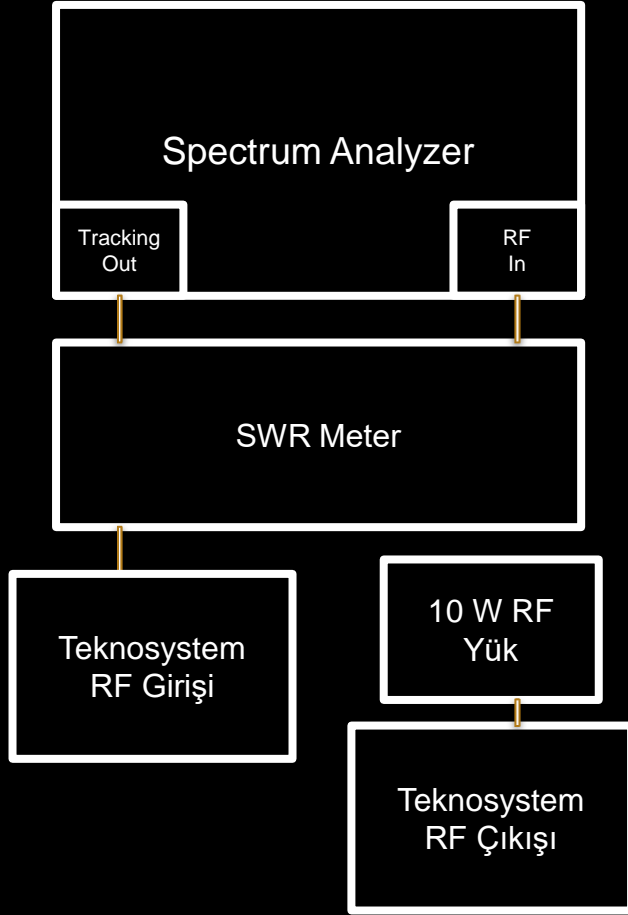 Spectrum Analyzer
Tracking
Out
RF
In
SWR Meter
Teknosystem
RF Girişi
10 W RF
Yük
Teknosystem
RF Çıkışı